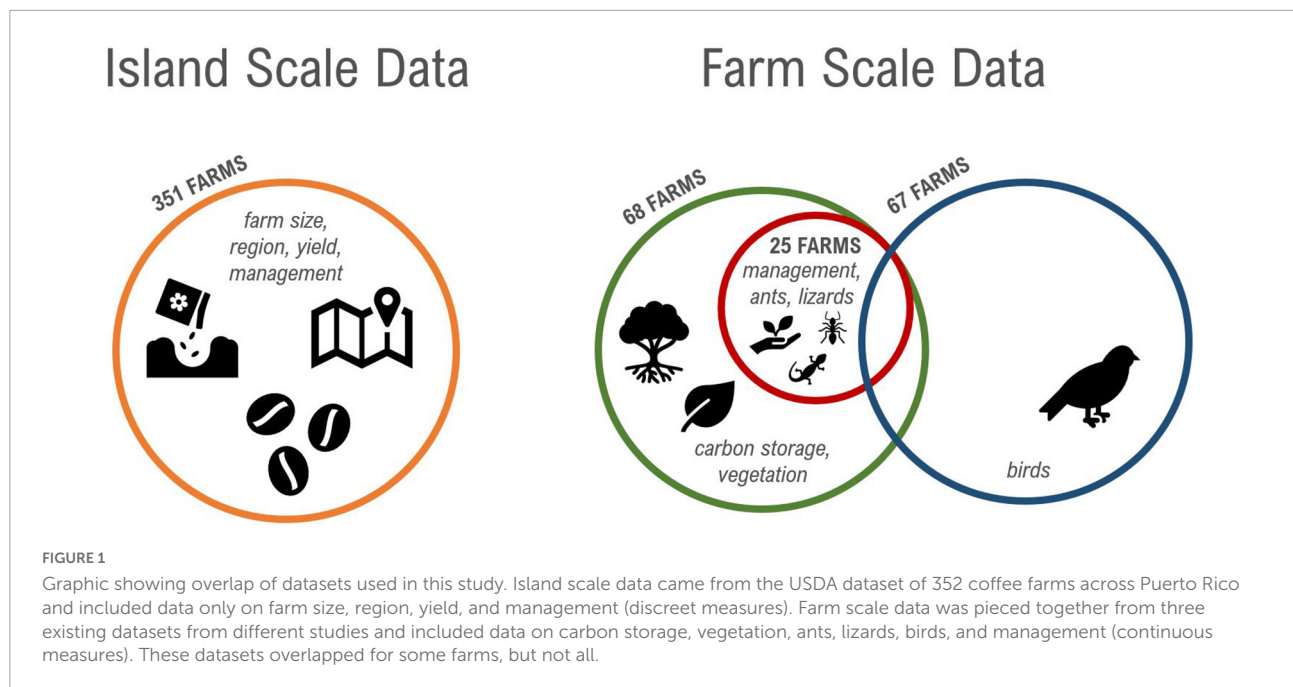 Island Scale Data
Farm Scale Data
351 FARMS
farm size,
region, yield,
management
68 FARMS
25 FARMS
management,
ants, lizards
carbon storage,
vegetation
67 FARMS
birds
FIGURE 1
Graphic showing overlap of datasets used in this study. Island scale data came from the USDA dataset of 352 coffee farms across Puerto Rico
and included data only on farm size, region, yield, and management (discreet measures). Farm scale data was pieced together from three
existing datasets from different studies and included data on carbon storage, vegetation, ants, lizards, birds, and management (continuous
measures). These datasets overlapped for some farms, but not all.